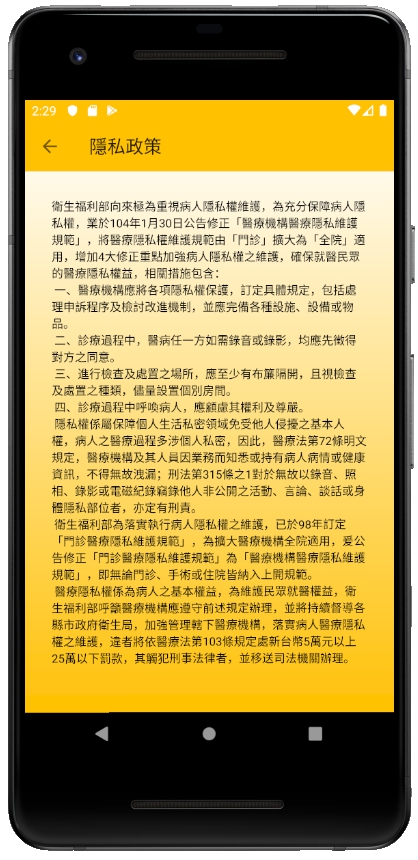 2:29
隱私政策
衛生福利部向來極為重視病人隱私權維護，為充分保障病人隱
私權，業於104年1月30日公告修正「醫療機構醫療隱私維護
規範」，將醫療隱私權維護規範由「門診」擴大為「全院」適
用，增加4大修正重點加強病人隱私權之維護，確保就醫民眾
的醫療隱私權益，相關措施包含：
一、醫療機構應將各項隱私權保護，訂定具體規定，包括處
理申訴程序及檢討改進機制，並應完備各種設施、設備或物
品。
二、診療過程中，醫病任一方如需錄音或錄影，均應先徵得
對方之同意。
三、進行檢查及處置之場所，應至少有布簾隔開，且視檢查
及處置之種類，儘量設置個別房間。
四、診療過程中呼喚病人，應顧慮其權利及尊嚴。
隱私權係屬保障個人生活私密領域免受他人侵擾之基本人
權，病人之醫療過程多涉個人私密，因此，醫療法第72條明文
規定，醫療機構及其人員因業務而知悉或持有病人病情或健康
資訊，不得無故洩漏；刑法第315條之1對於無故以錄音、照
相、錄影或電磁紀錄竊錄他人非公開之活動、言論、談話或身
體隱私部位者，亦定有刑責。
衛生福利部為落實執行病人隱私權之維護，已於98年訂定
「門診醫療隱私維護規範」，為擴大醫療機構全院適用，爰公
告修正「門診醫療隱私維護規範」為「醫療機構醫療隱私維護
規範」，即無論門診、手術或住院皆納入上開規範。
醫療隱私權係為病人之基本權益，為維護民眾就醫權益，衛
生福利部呼籲醫療機構應遵守前述規定辦理，並將持續督導各
縣市政府衛生局，加強管理轄下醫療機構，落實病人醫療隱私
權之維護，違者將依醫療法第103條規定處新台幣5萬元以上
25萬以下罰款，其觸犯刑事法律者，並移送司法機關辦理。